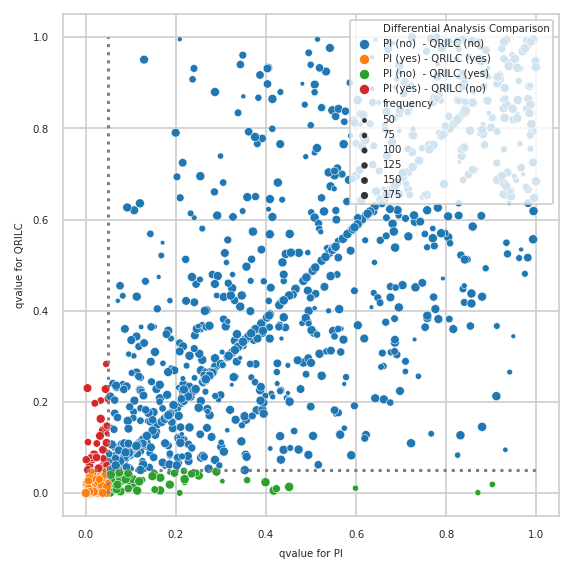 Differential Analysis Comparison
PI (no) - QRILC (no)
PI (yes) - QRILC (yes)
PI (no) - QRILC (yes)
PI (yes) - QRILC (no)
frequency
50
75
100
125
150
175
1.0
0.8
0.6
0.4
0.2
0.0
qvalue for QRILC
0.0 0.2 0.4 0.6 0.8 1.0
qvalue for PI